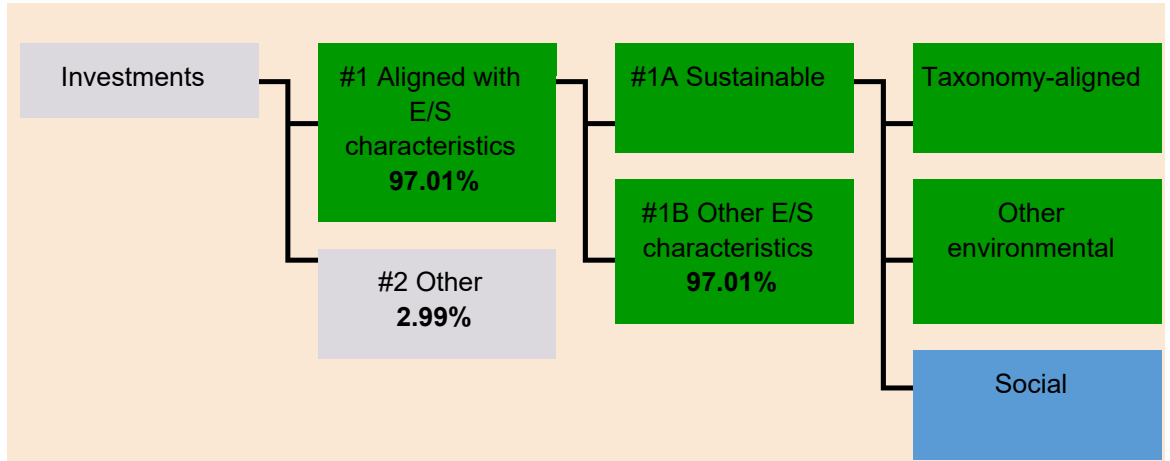 Investments
#1 Aligned with
E/S
characteristics
97.01%
#2 Other
2.99%
#1A Sustainable
#1B Other E/S
characteristics
97.01%
Taxonomy-aligned
Other
environmental
Social